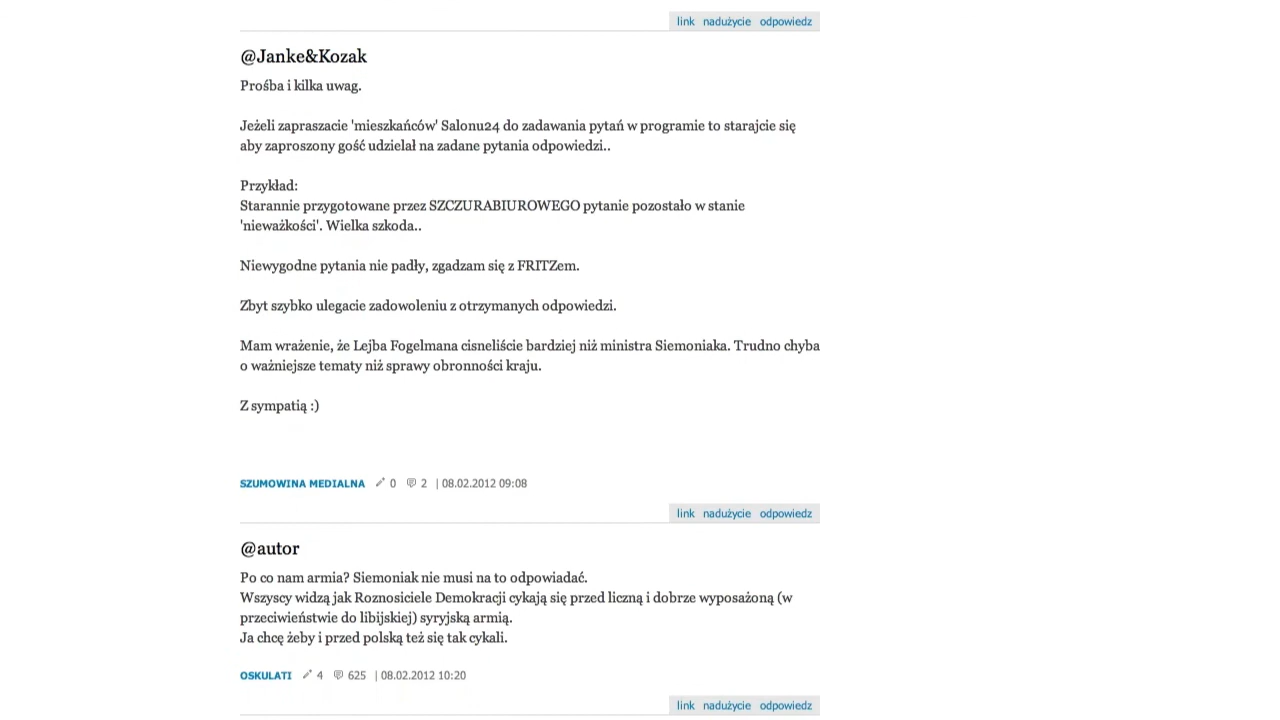 link nadużycie odpowiedz
@Janke&Kozak
Prośba i kilka uwag.
Jeżeli zapraszacie 'mieszkańców' Salonu24 do zadawania pytań w programie to starajcie się
aby zaproszony gość udzielał na zadane pytania odpowiedzi..
Przykład:
Starannie przygotowane przez SZCZURABIUROWEGO pytanie pozostało w stanie
'nieważkości'. Wielka szkoda..
Niewygodne pytania nie padły, zgadzam się z FRITZem.
Zbyt szybko ulegacie zadowoleniu z otrzymanych odpowiedzi.
Mam wrażenie, że Lejba Fogelmana cisneliście bardziej niż ministra Siemoniaka. Trudno chyba
o ważniejsze tematy niż sprawy obronności kraju.
Z sympatią :)
SZUMOWINA MEDIALNA 0 2 | 08.02.2012 09:08
link nadużycie odpowiedz
@autor
Po co nam armia? Siemoniak nie musi na to odpowiadać.
Wszyscy widzą jak Roznosiciele Demokracji cykają się przed liczną i dobrze wyposażoną (w
przeciwieństwie do libijskiej) syryjską armią.
Ja chcę żeby i przed polską też się tak cykali.
OSKULATI 4 625 | 08.02.2012 10:20
link nadużycie odpowiedz